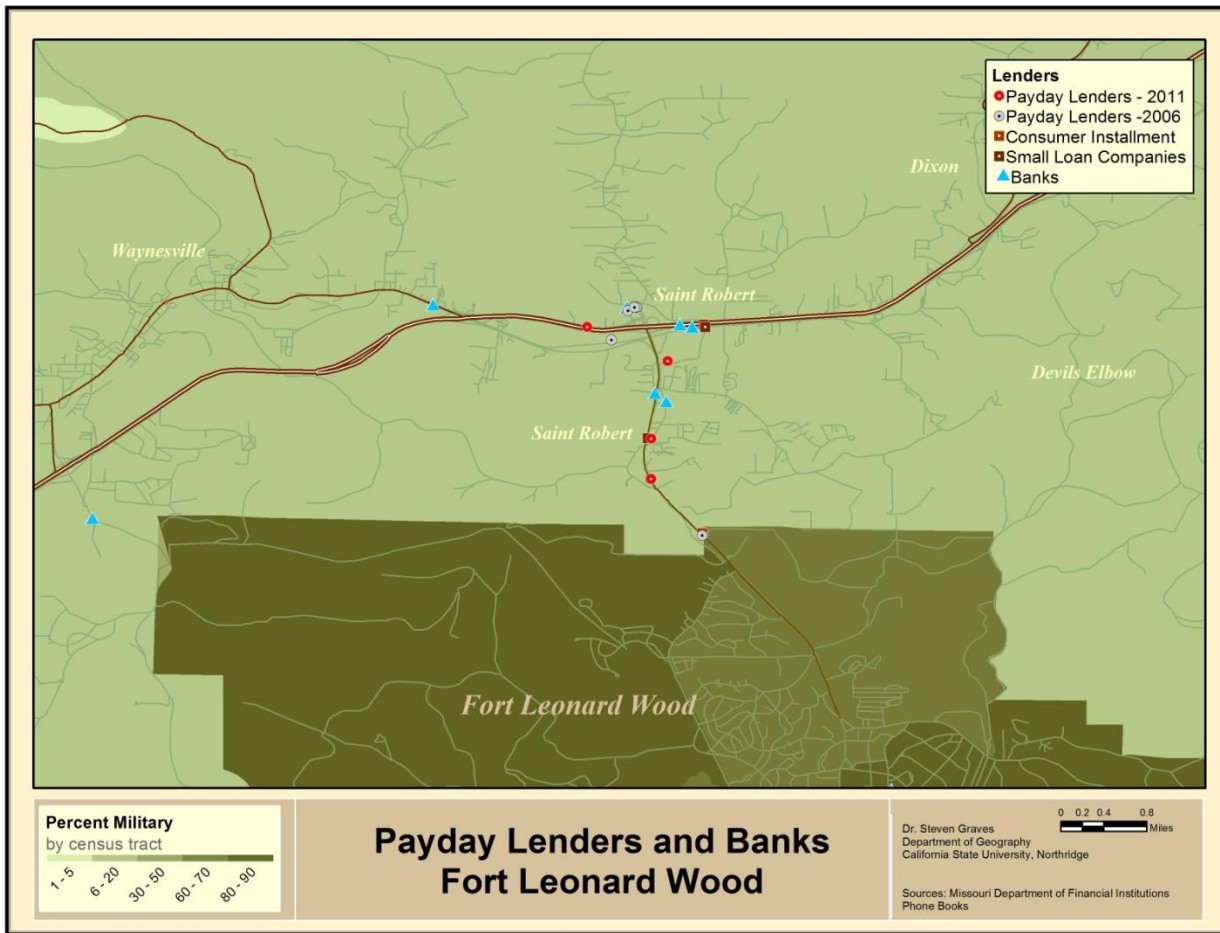 Lenders
Payday Lenders - 2011
Payday Lenders -2006
Consumer Installment
Small Loan Companies
Banks
Dixon
Waynesville
Saint Robert
Devils Elbow
Saint Robert
Fort Leonard Wood
Percent Military
by census tract
1 - 5
6 - 20
30 - 50
60 - 70
80 - 90
Payday Lenders and Banks
Fort Leonard Wood
0 0.2 0.4 0.8
Miles
Dr. Steven Graves
Department of Geography
California State University, Northridge
Sources: Missouri Department of Financial Institutions
Phone Books